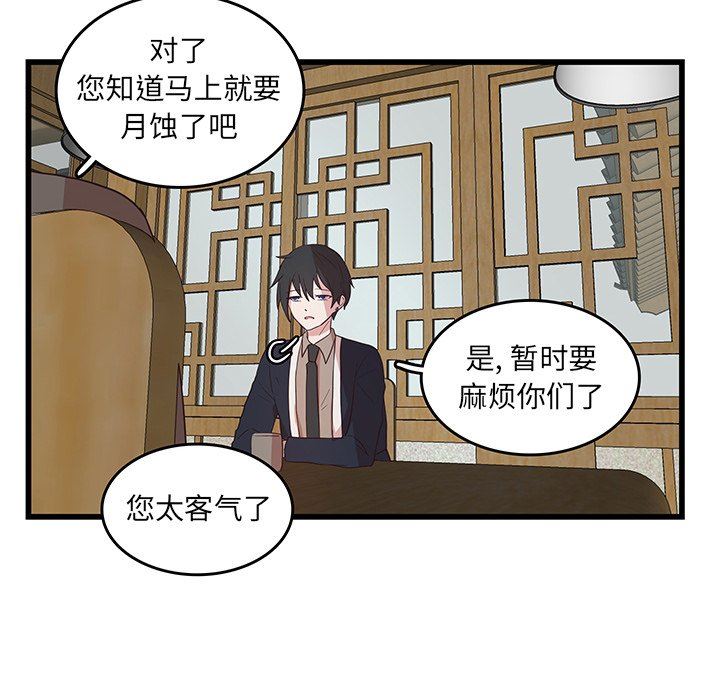 对了
您知道马上就要
月蚀了吧
是, 暂时要
麻烦你们了
您太客气了